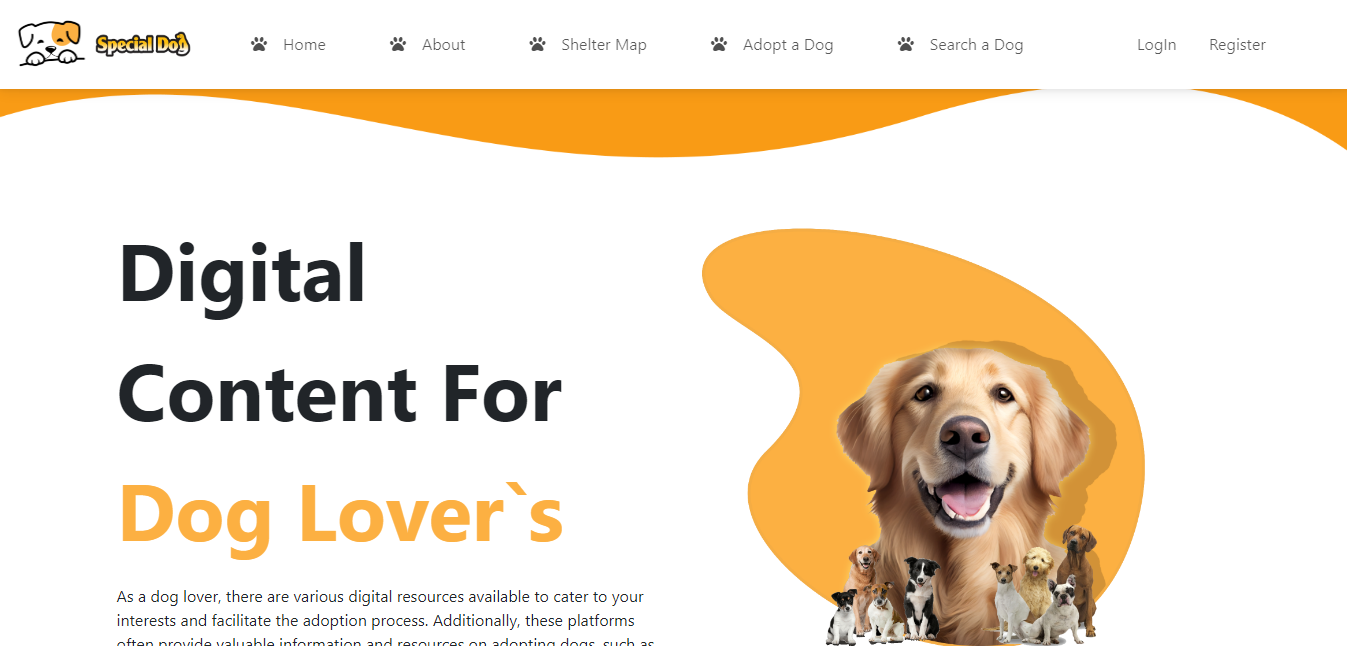 Special Dog
Home
About
Shelter Map
Adopt a Dog
Search a Dog
LogIn
Register
Digital
Content For
Dog Lover`s
As a dog lover, there are various digital resources available to cater to your
interests and facilitate the adoption process. Additionally, these platforms
often provide valuable information and resources on adopting dogs, such as